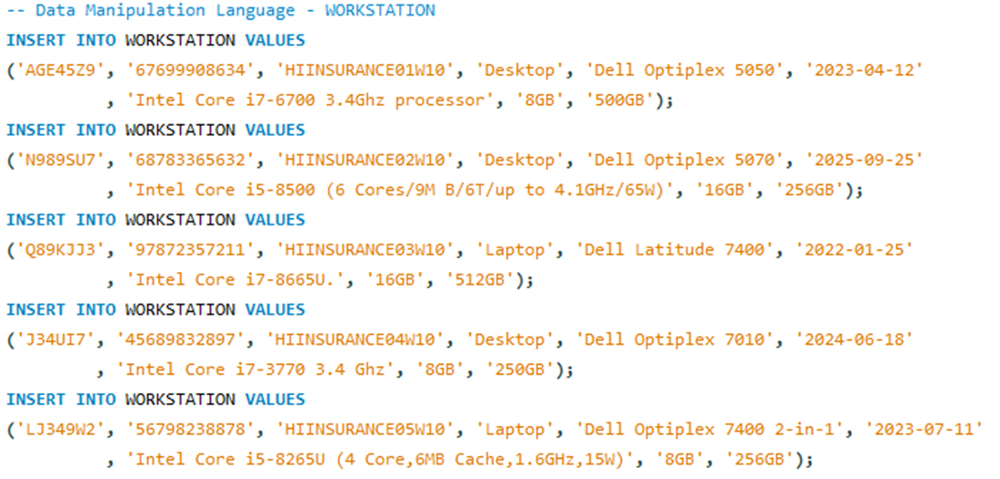 -- Data Manipulation Language - WORKSTATION
INSERT INTO WORKSTATION VALUES
('AGE45Z9', '67699908634', 'HIINSURANCE01W10', 'Desktop', 'Dell Optiplex 5050', '2023-04-12'
, 'Intel Core i7-6700 3.4Ghz processor', '8GB', '500GB');
INSERT INTO WORKSTATION VALUES
('N989SU7', '68783365632', 'HIINSURANCE02W10', 'Desktop', 'Dell Optiplex 5070', '2025-09-25'
, 'Intel Core i5-8500 (6 Cores/9M B/6T/up to 4.1GHz/65W)', '16GB', '256GB');
INSERT INTO WORKSTATION VALUES
('Q89KJJ3', '97872357211', 'HIINSURANCE03W10', 'Laptop', 'Dell Latitude 7400', '2022-01-25'
, 'Intel Core i7-8665U.', '16GB', '512GB');
INSERT INTO WORKSTATION VALUES
('J34UI7', '45689832897', 'HIINSURANCE04W10', 'Desktop', 'Dell Optiplex 7010', '2024-06-18'
, 'Intel Core i7-3770 3.4 Ghz', '8GB', '250GB');
INSERT INTO WORKSTATION VALUES
('LJ349W2', '56798238878', 'HIINSURANCE05W10', 'Laptop', 'Dell Optiplex 7400 2-in-1', '2023-07-11'
, 'Intel Core i5-8265U (4 Core,6MB Cache,1.6GHz,15W)', '8GB', '256GB');